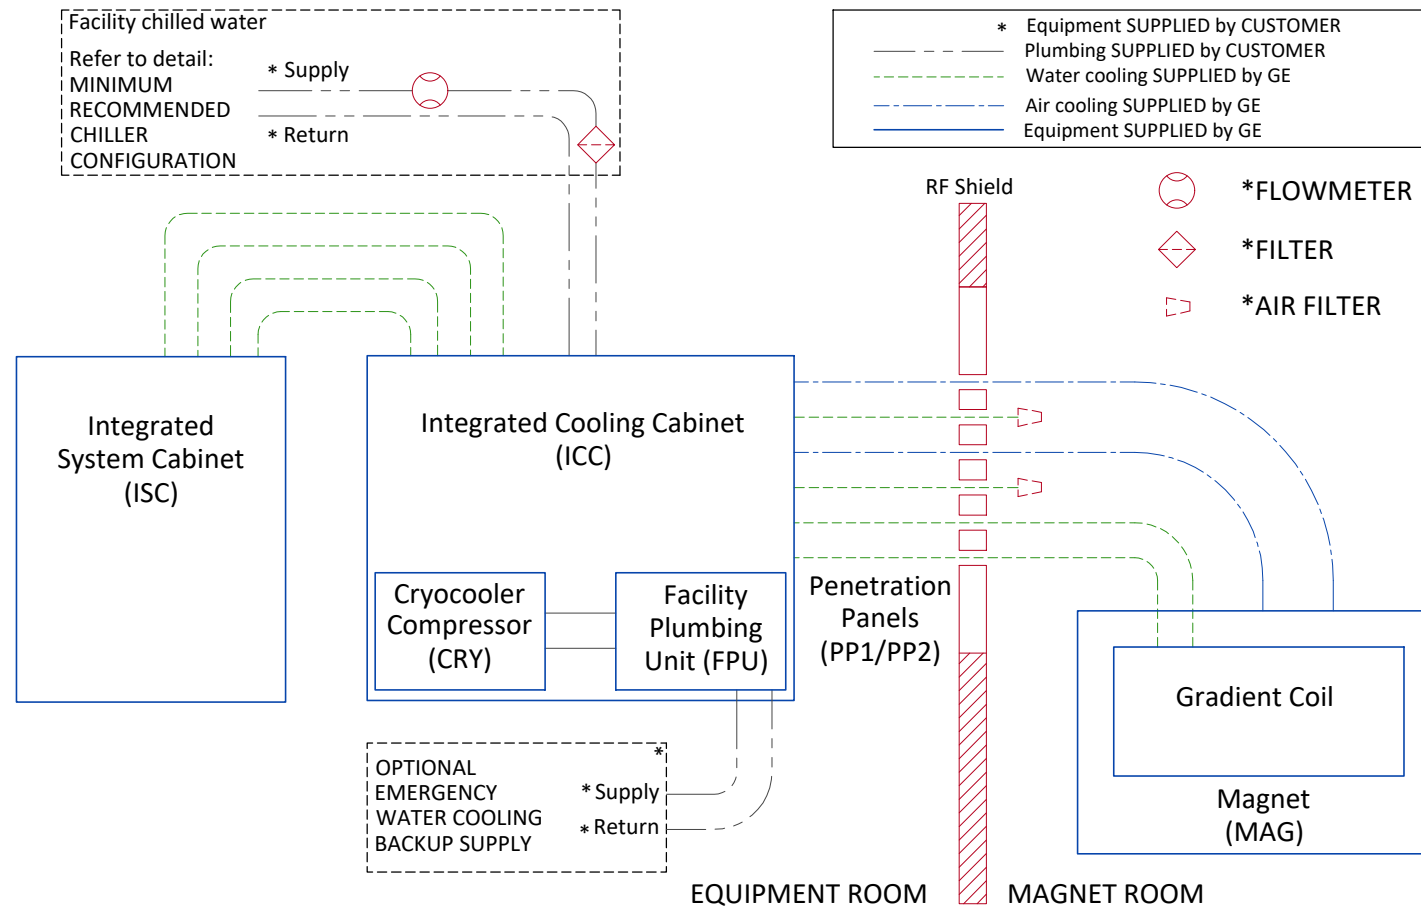 Facility chilled water
Refer to detail:
MINIMUM
RECOMMENDED
CHILLER
CONFIGURATION
* Supply
* Return
* Equipment SUPPLIED by CUSTOMER
Plumbing SUPPLIED by CUSTOMER
Water cooling SUPPLIED by GE
Air cooling SUPPLIED by GE
Equipment SUPPLIED by GE
RF Shield
*FLOWMETER
*FILTER
*AIR FILTER
Integrated
System Cabinet
(ISC)
Integrated Cooling Cabinet
(ICC)
Cryocooler
Compressor
(CRY)
Facility
Plumbing
Unit (FPU)
Penetration
Panels
(PP1/PP2)
Gradient Coil
Magnet
(MAG)
*
OPTIONAL
EMERGENCY
WATER COOLING
BACKUP SUPPLY
* Supply
* Return
EQUIPMENT ROOM
MAGNET ROOM